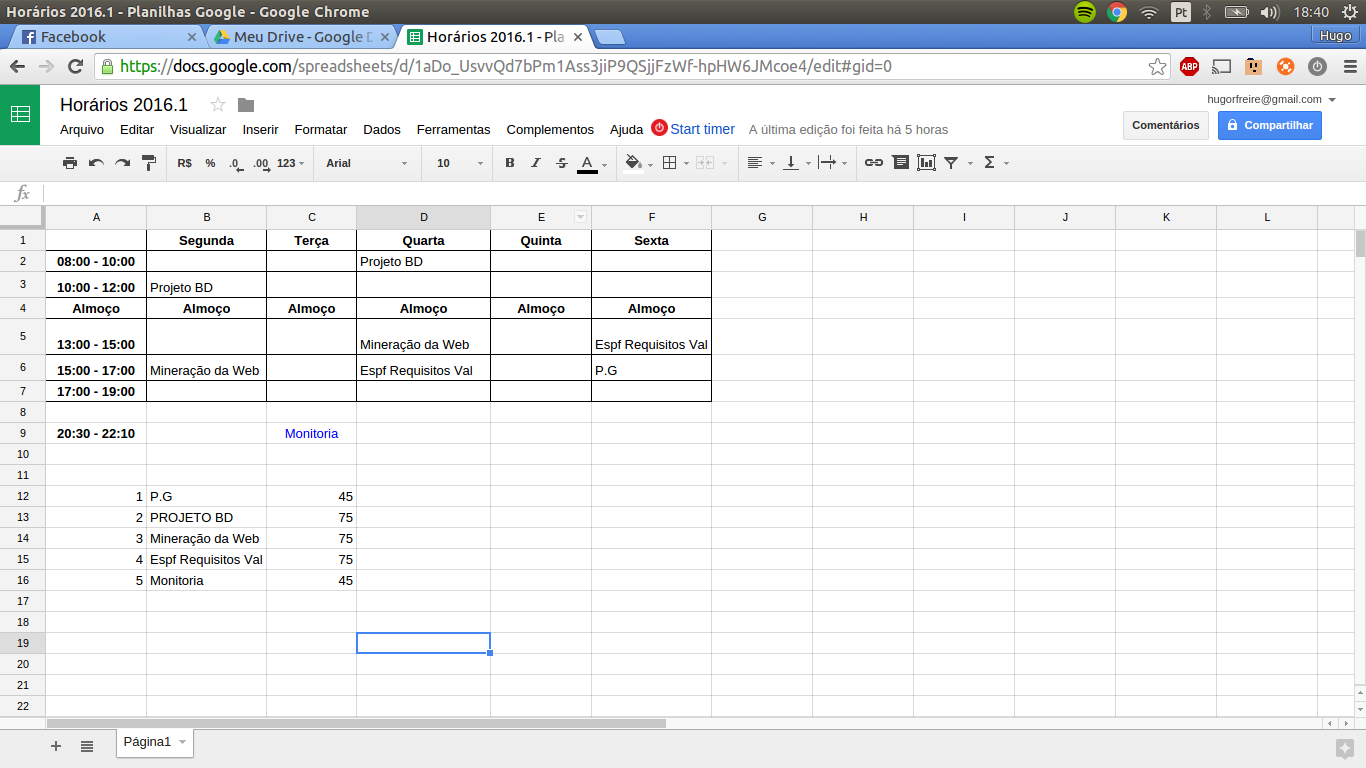 Horários 2016.1 - Planilhas Google - Google Chrome Pt 18:40
Facebook Meu Drive - Google D Horários 2016.1 - Pla Hugo
https://docs.google.com/spreadsheets/d/1aDo_UsvvQd7bPm1Ass3jiP9QSjjFzWf-hpHW6JMcoe4/edit#gid=0 ABP
Horários 2016.1 hugorfreire@gmail.com
Arquivo Editar Visualizar Inserir Formatar Dados Ferramentas Complementos Ajuda Start timer A última edição foi feita há 5 horas Comentários Compartilhar
R$ % .0 .00 123 Arial 10 B I S A Σ
fx
A B C D E F G H I J K L
1 Segunda Terça Quarta Quinta Sexta
2 08:00 - 10:00 Projeto BD
3 10:00 - 12:00 Projeto BD
4 Almoço Almoço Almoço Almoço Almoço Almoço
5 13:00 - 15:00 Mineração da Web Espf Requisitos Val
6 15:00 - 17:00 Mineração da Web Espf Requisitos Val P.G
7 17:00 - 19:00
8
9 20:30 - 22:10 Monitoria
10
11
12 1 P.G 45
13 2 PROJETO BD 75
14 3 Mineração da Web 75
15 4 Espf Requisitos Val 75
16 5 Monitoria 45
17
18
19
20
21
22
Página1